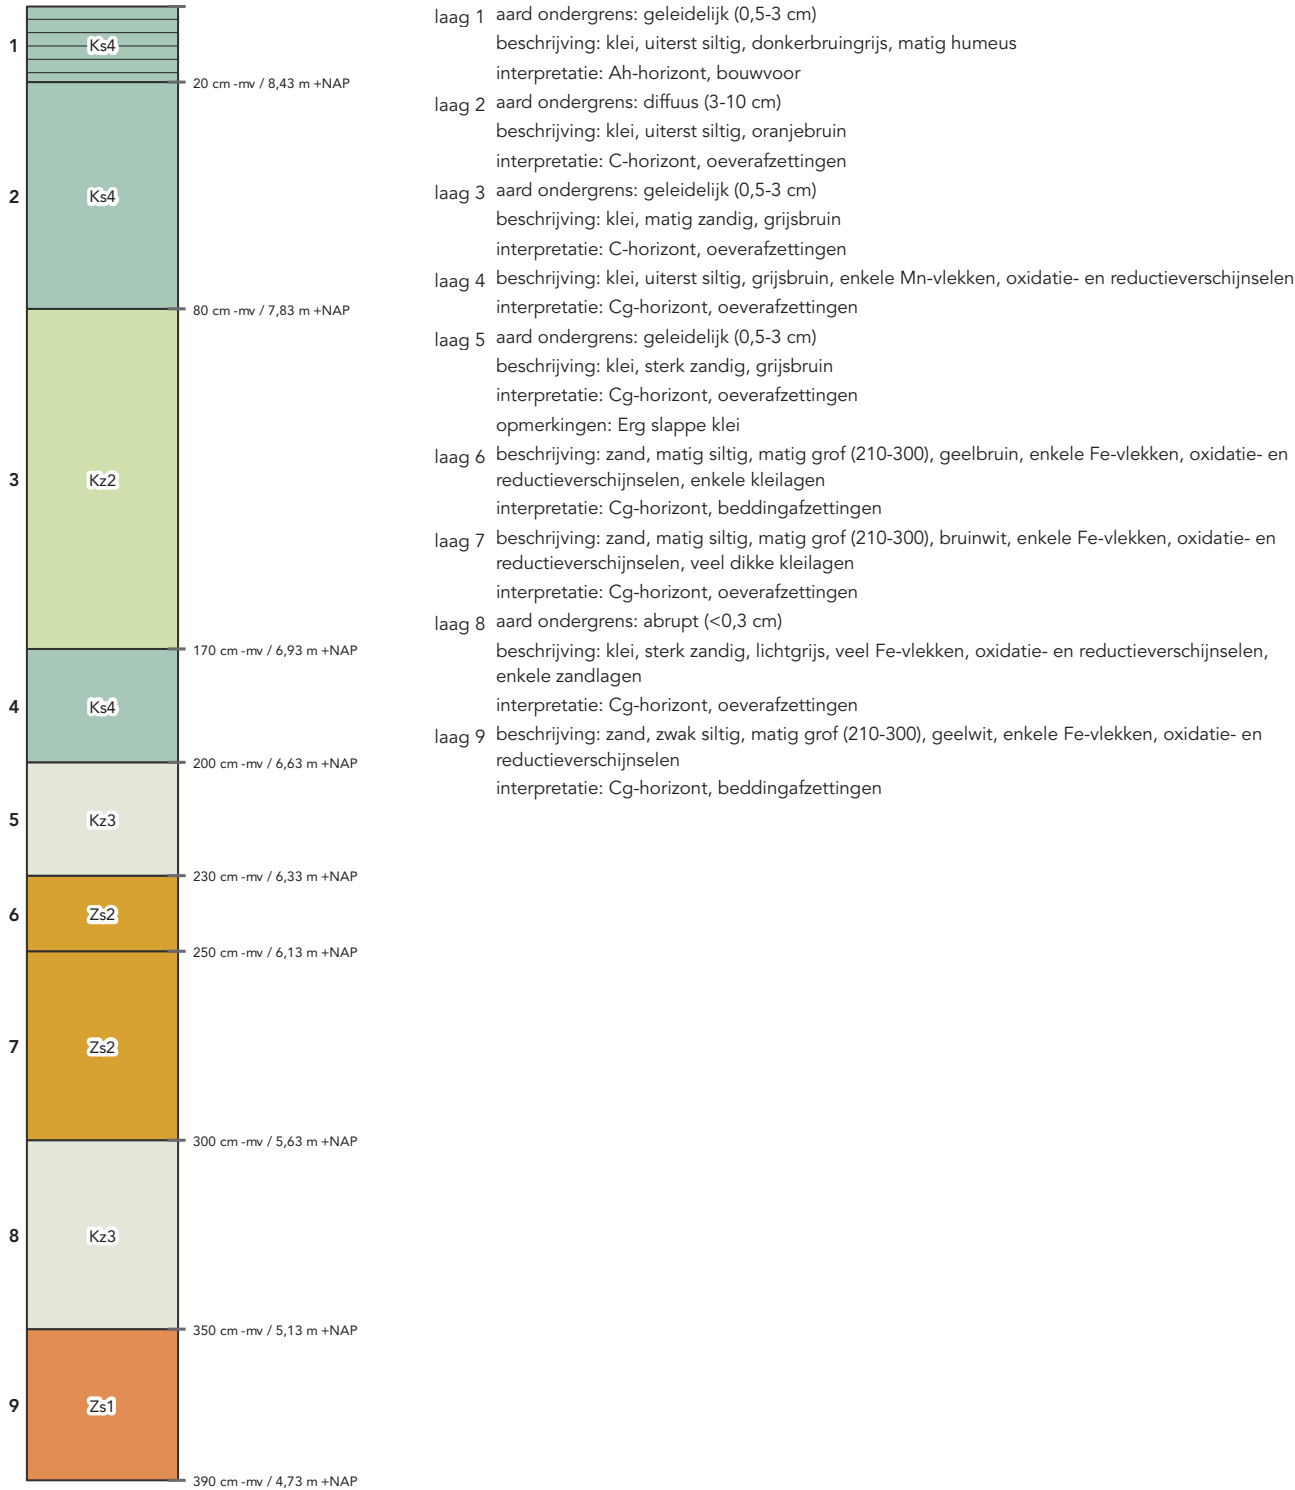 1
Ks4
20 cm -mv / 8,43 m +NAP
2
Ks4
80 cm -mv / 7,83 m +NAP
3
Kz2
170 cm -mv / 6,93 m +NAP
4
Ks4
200 cm -mv / 6,63 m +NAP
5
Kz3
230 cm -mv / 6,33 m +NAP
6
Zs2
250 cm -mv / 6,13 m +NAP
7
Zs2
300 cm -mv / 5,63 m +NAP
8
Kz3
350 cm -mv / 5,13 m +NAP
9
Zs1
390 cm -mv / 4,73 m +NAP
laag 1 aard ondergrens: geleidelijk (0,5-3 cm)
beschrijving: klei, uiterst siltig, donkerbruingrijs, matig humeus
interpretatie: Ah-horizont, bouwvoor
laag 2 aard ondergrens: diffuus (3-10 cm)
beschrijving: klei, uiterst siltig, oranjebruin
interpretatie: C-horizont, oeverafzettingen
laag 3 aard ondergrens: geleidelijk (0,5-3 cm)
beschrijving: klei, matig zandig, grijsbruin
interpretatie: C-horizont, oeverafzettingen
laag 4 beschrijving: klei, uiterst siltig, grijsbruin, enkele Mn-vlekken, oxidatie- en reductieverschijnselen
interpretatie: Cg-horizont, oeverafzettingen
laag 5 aard ondergrens: geleidelijk (0,5-3 cm)
beschrijving: klei, sterk zandig, grijsbruin
interpretatie: Cg-horizont, oeverafzettingen
opmerkingen: Erg slappe klei
laag 6 beschrijving: zand, matig siltig, matig grof (210-300), geelbruin, enkele Fe-vlekken, oxidatie- en
reductieverschijnselen, enkele kleilagen
interpretatie: Cg-horizont, beddingafzettingen
laag 7 beschrijving: zand, matig siltig, matig grof (210-300), bruinwit, enkele Fe-vlekken, oxidatie- en
reductieverschijnselen, veel dikke kleilagen
interpretatie: Cg-horizont, oeverafzettingen
laag 8 aard ondergrens: abrupt (<0,3 cm)
beschrijving: klei, sterk zandig, lichtgrijs, veel Fe-vlekken, oxidatie- en reductieverschijnselen,
enkele zandlagen
interpretatie: Cg-horizont, oeverafzettingen
laag 9 beschrijving: zand, zwak siltig, matig grof (210-300), geelwit, enkele Fe-vlekken, oxidatie- en
reductieverschijnselen
interpretatie: Cg-horizont, beddingafzettingen